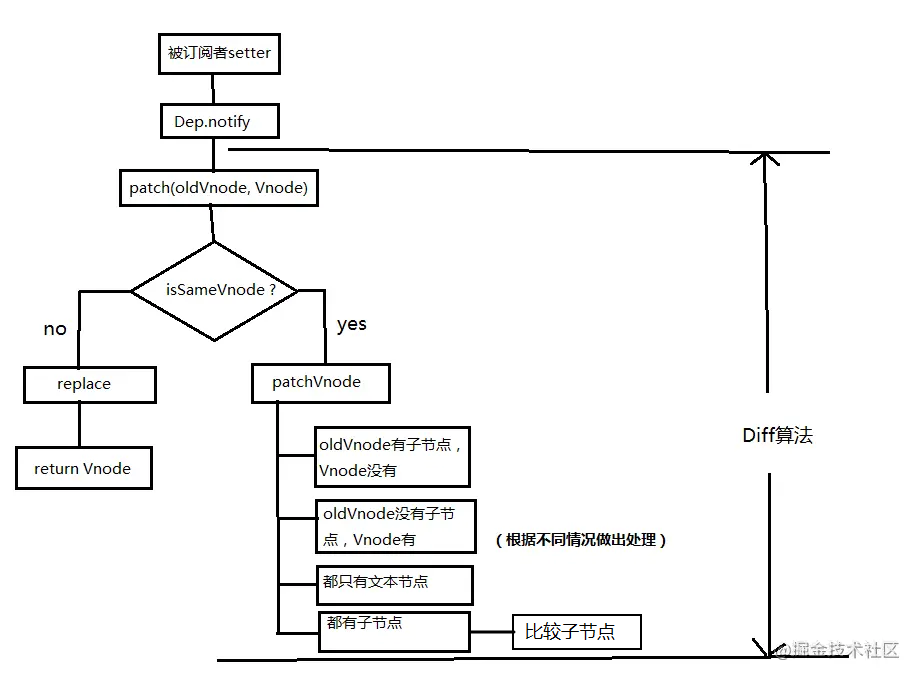 被订阅者setter
Dep.notify
patch(oldVnode, Vnode)
isSameVnode ?
no
yes
replace
patchVnode
return Vnode
oldVnode有子节点，
Vnode没有
oldVnode没有子节
点，Vnode有
（根据不同情况做出处理）
都只有文本节点
都有子节点
比较子节点
Diff算法
@掘金技术社区